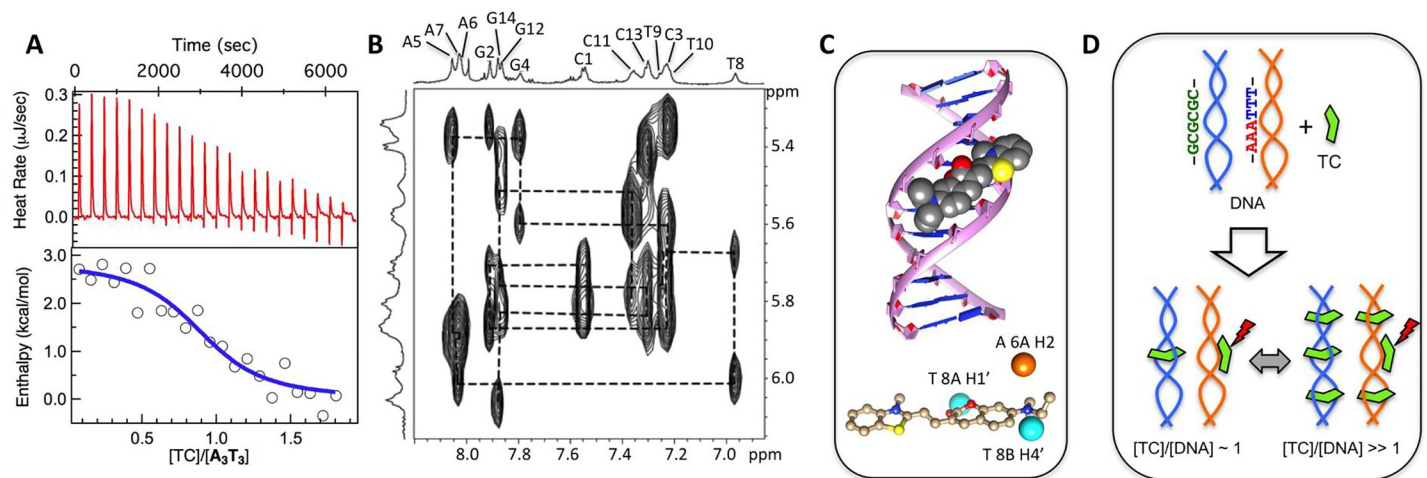 A
Time (sec)
0 2000 4000 6000
0.3
0.2
0.1
0.0
Heat Rate (µJ/sec)
3.0
2.0
1.0
0.0
Enthalpy (kcal/mol)
0.5 1.0 1.5
[TC]/[A₃T₃]
B
A5
A7
A6
G2
G14
G12
G4
C1
C11
C13
T9
C3
T10
T8
ppm
5.4
5.6
5.8
6.0
8.0 7.8 7.6 7.4 7.2 7.0 ppm
C
A 6A H2
T 8A H1′
T 8B H4′
D
-GCGCGC-
-AAATTT-
+
TC
DNA
[TC]/[DNA] ~ 1
[TC]/[DNA] >> 1